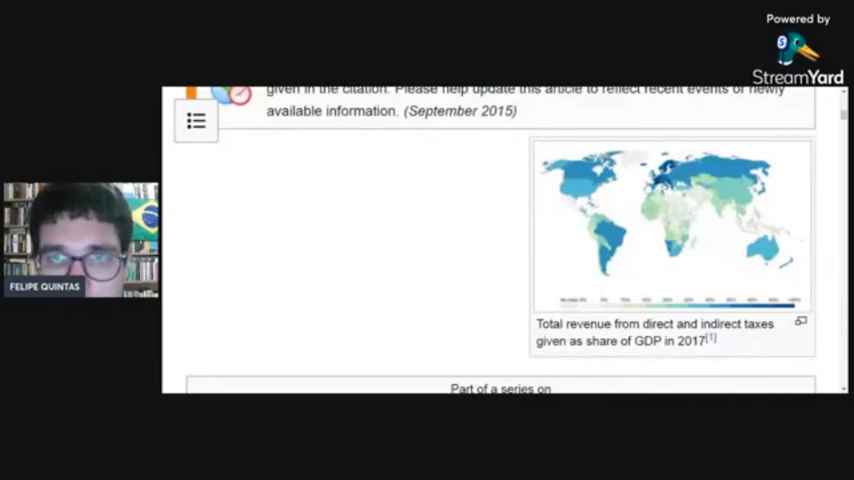 Powered by
StreamYard
given in the citation. Please help update this article to reflect recent events or newly
available information. (September 2015)
FELIPE QUINTAS
Total revenue from direct and indirect taxes
given as share of GDP in 2017[1]
Part of a series on